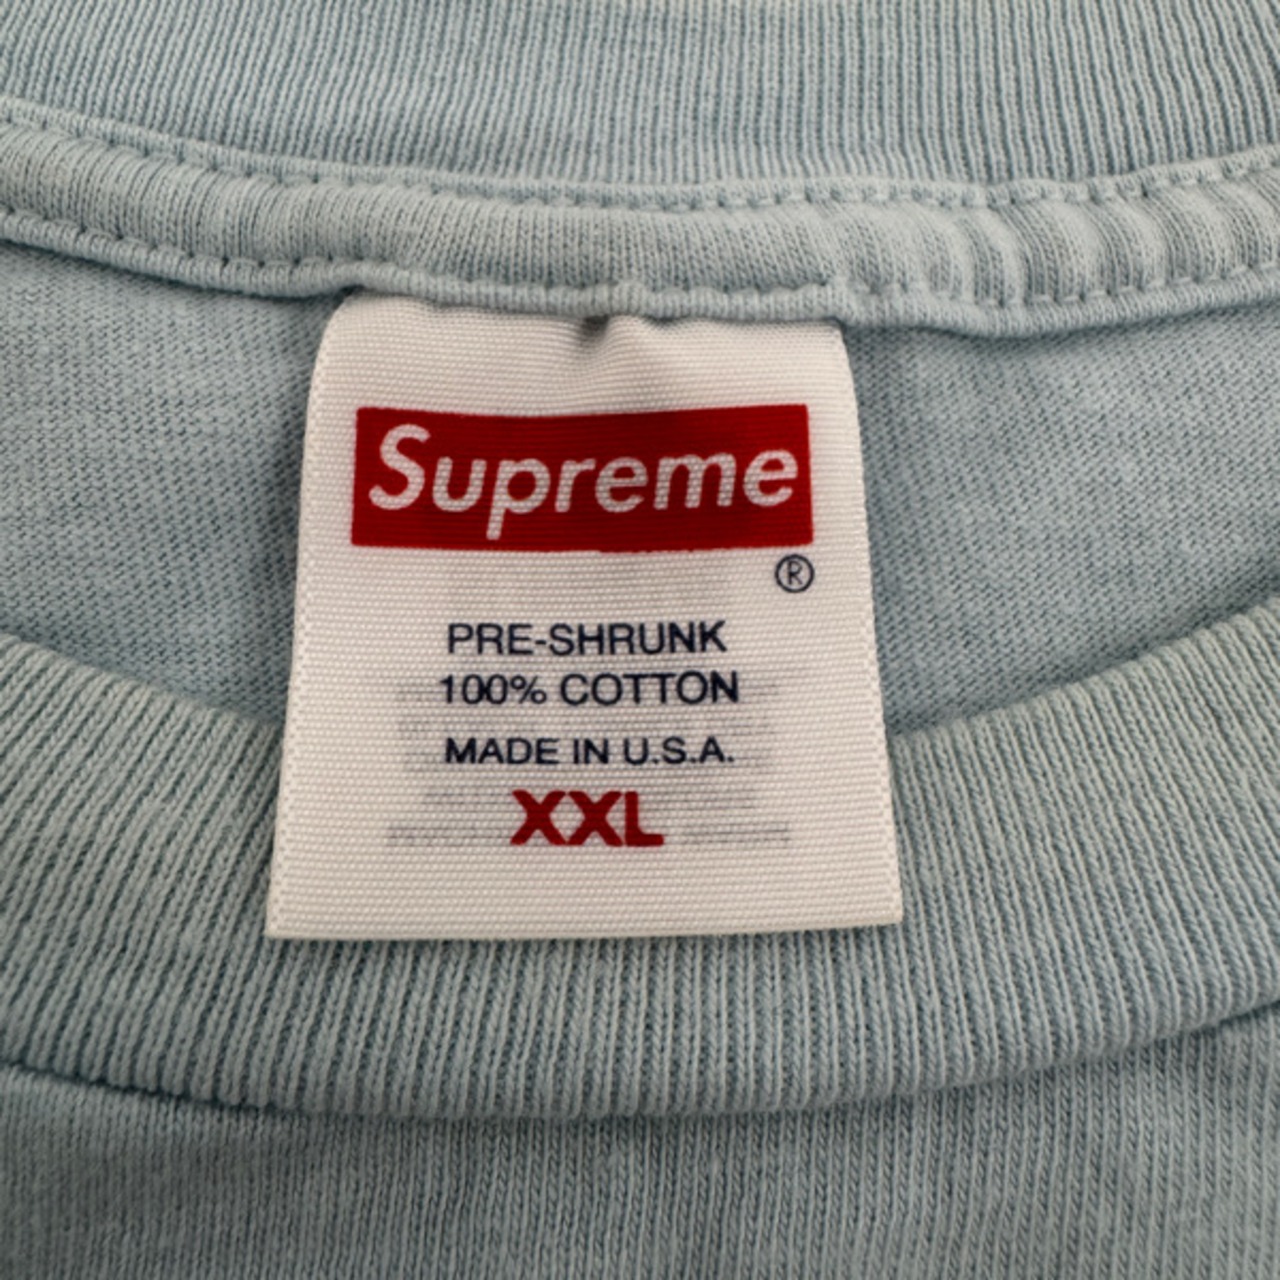 Supreme
®
PRE-SHRUNK
100% COTTON
MADE IN U.S.A.
XXL